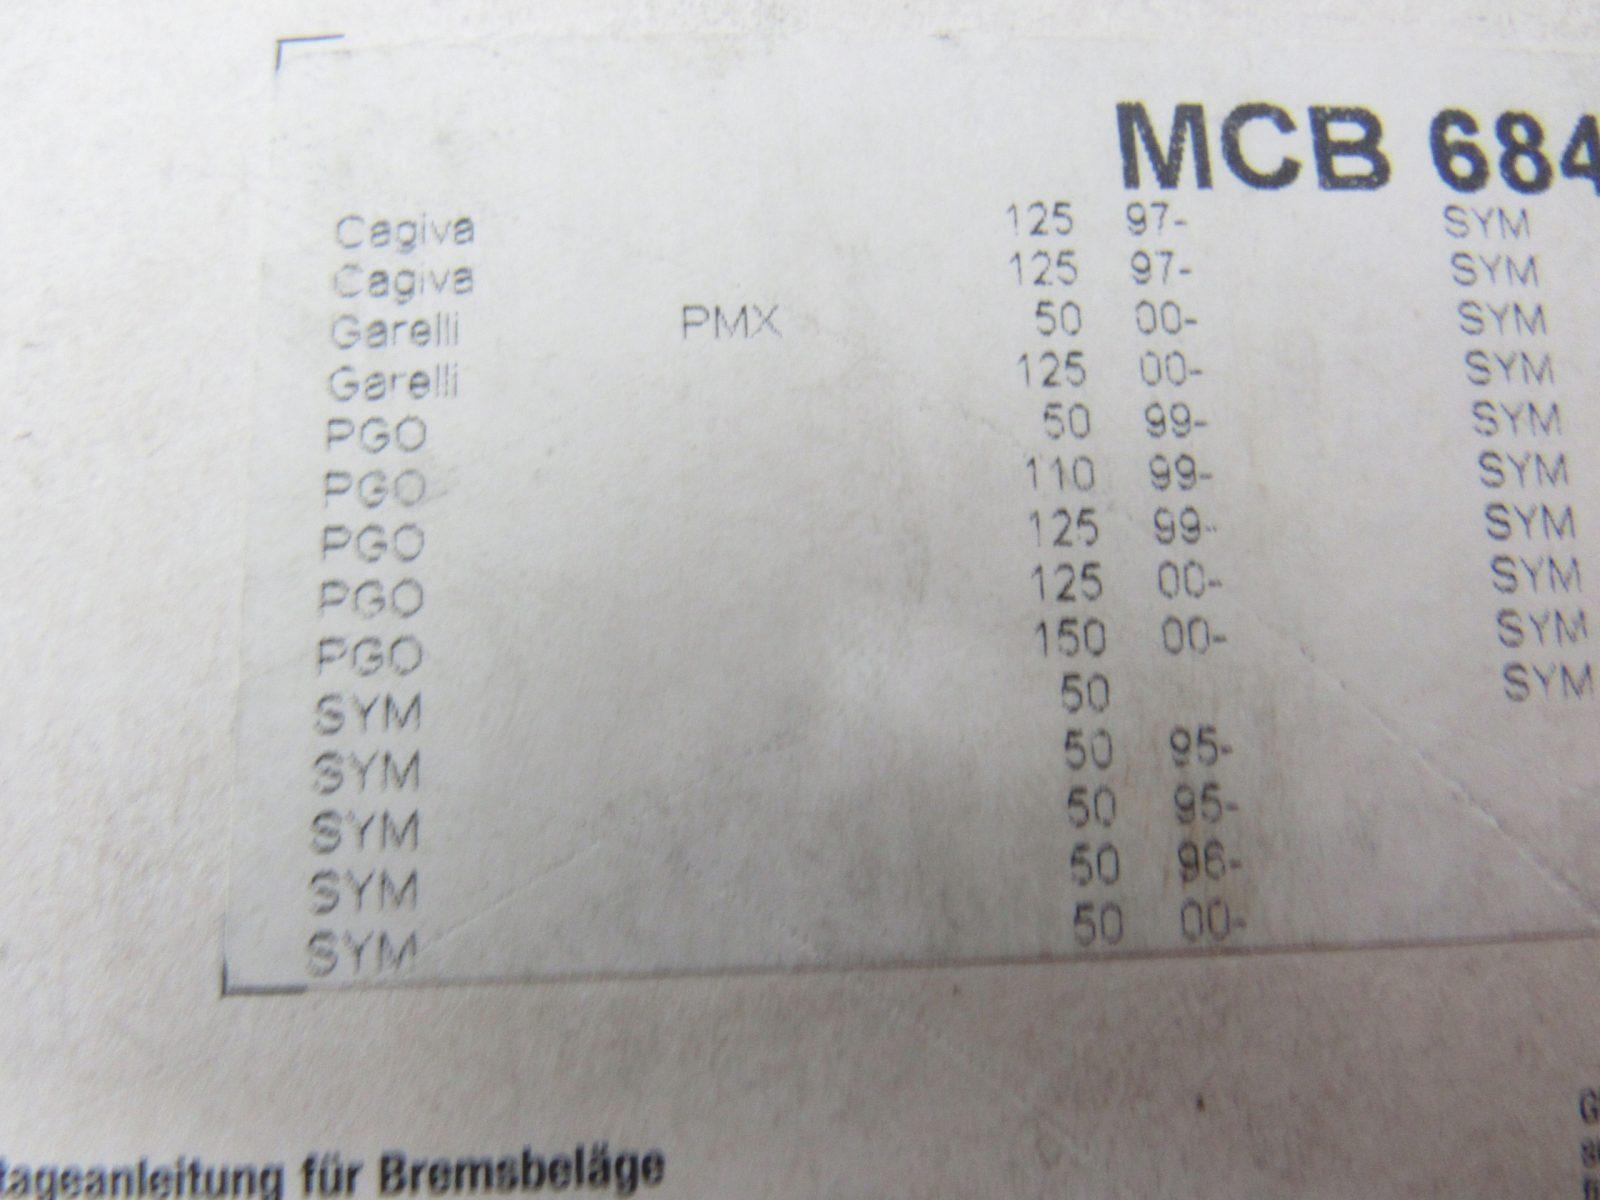 MCB 684
Cagiva 125 97- SYM
Cagiva 125 97- SYM
Garelli PMX 50 00- SYM
Garelli 125 00- SYM
PGO 50 99- SYM
PGO 110 99- SYM
PGO 125 99- SYM
PGO 125 00- SYM
PGO 150 00- SYM
SYM 50 SYM
SYM 50 95-
SYM 50 95-
SYM 50 96-
SYM 50 00-
tageanleitung für Bremsbeläge